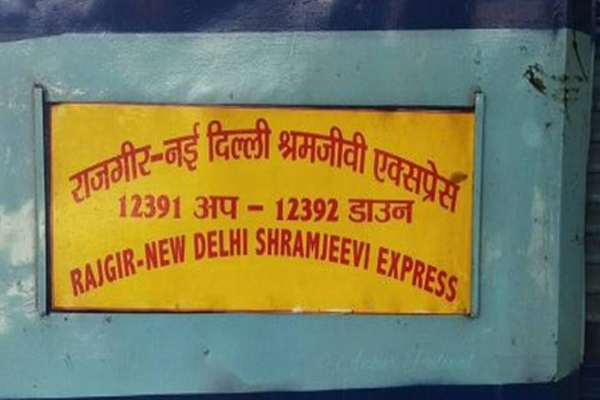 राजगीर-नई दिल्ली श्रमजीवी एक्सप्रेस
12391 अप - 12392 डाउन
RAJGIR-NEW DELHI SHRAMJEEVI EXPRESS